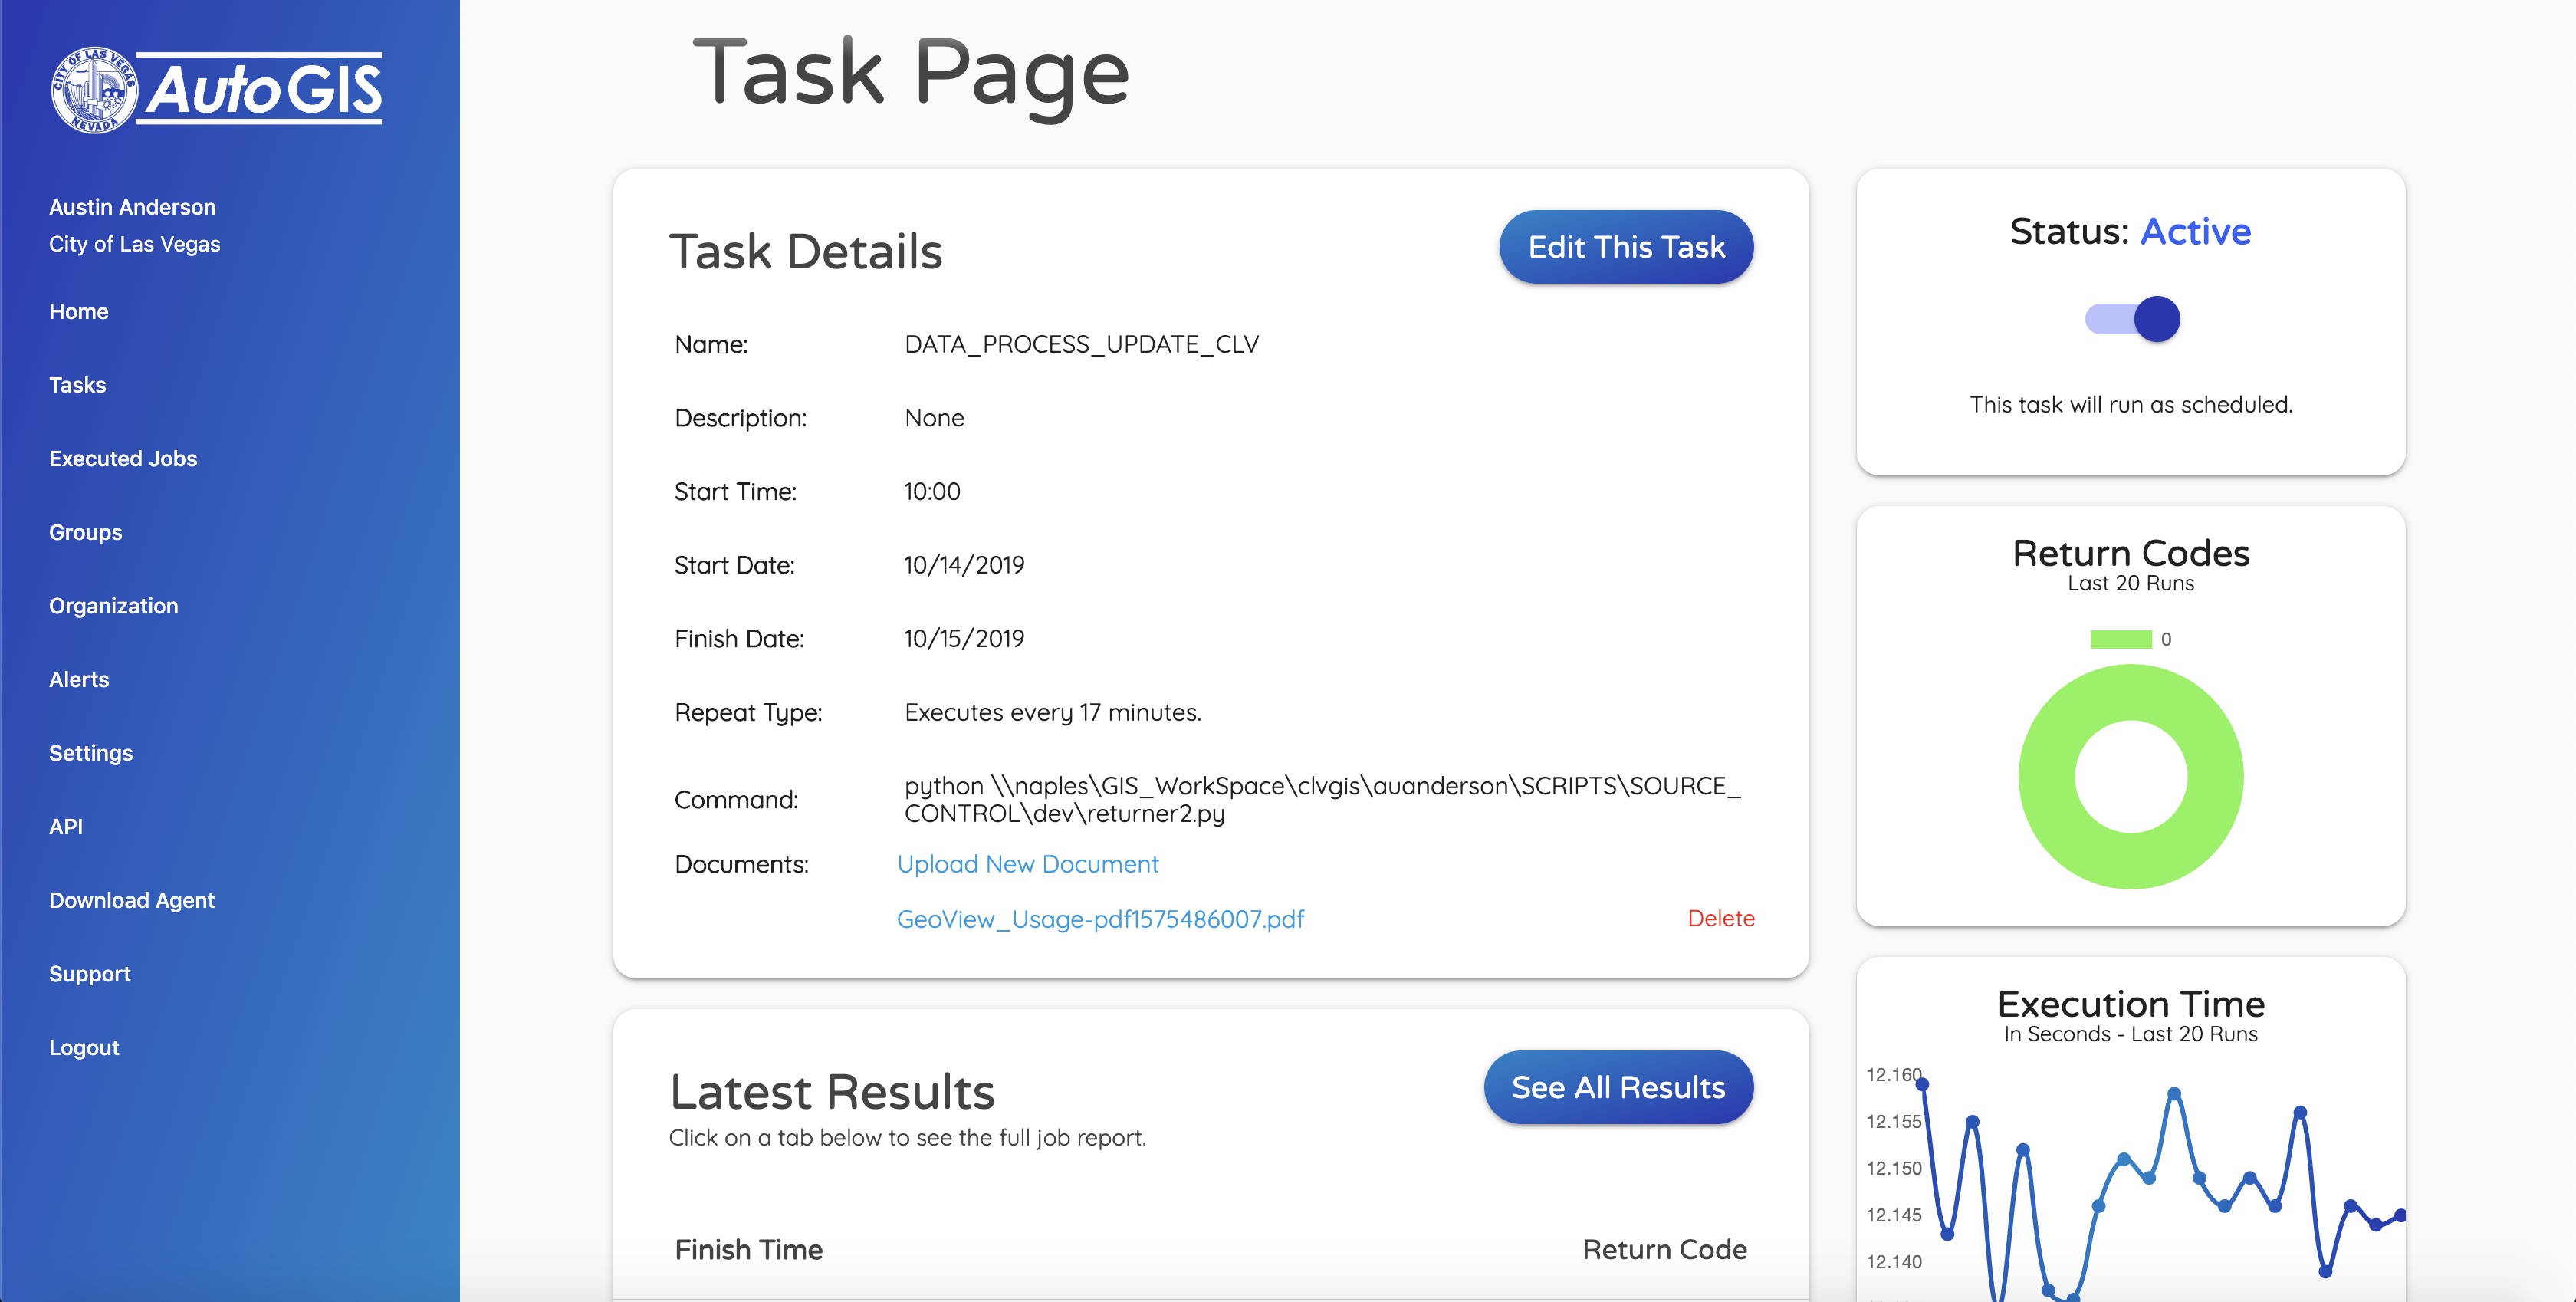 CITY OF LAS VEGAS
NEVADA
AutoGIS
Austin Anderson
City of Las Vegas
Home
Tasks
Executed Jobs
Groups
Organization
Alerts
Settings
API
Download Agent
Support
Logout
Task Page
Task Details
Edit This Task
Name: DATA_PROCESS_UPDATE_CLV
Description: None
Start Time: 10:00
Start Date: 10/14/2019
Finish Date: 10/15/2019
Repeat Type: Executes every 17 minutes.
Command: python \\naples\GIS_WorkSpace\clvgis\auanderson\SCRIPTS\SOURCE_
CONTROL\dev\returner2.py
Documents: Upload New Document
GeoView_Usage-pdf1575486007.pdf Delete
Latest Results
See All Results
Click on a tab below to see the full job report.
Finish Time Return Code
Status: Active
This task will run as scheduled.
Return Codes
Last 20 Runs
0
Execution Time
In Seconds - Last 20 Runs
12.160
12.155
12.150
12.145
12.140